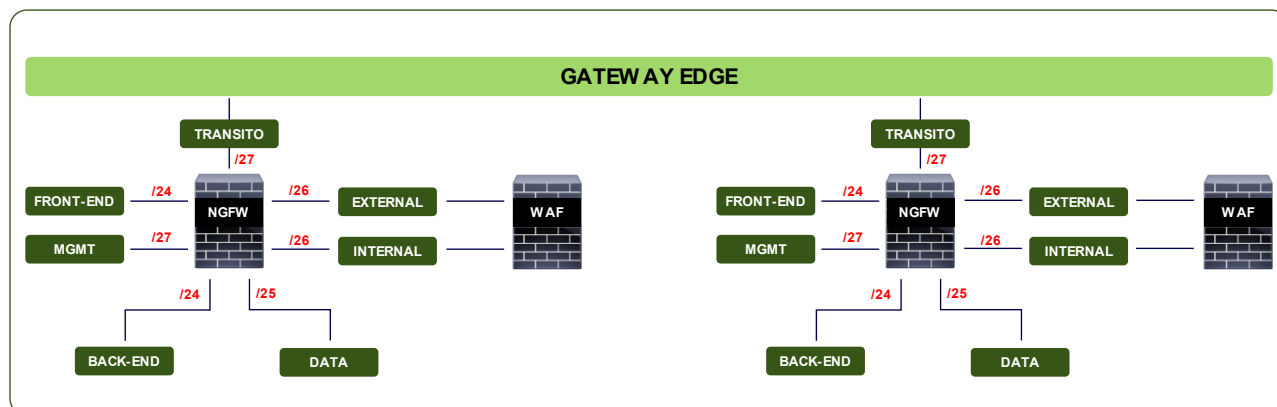 GATEWAY EDGE
TRANSITO
/27
FRONT-END
/24
NGFW
/26
EXTERNAL
WAF
MGMT
/27
/26
INTERNAL
/24
/25
BACK-END
DATA
TRANSITO
/27
FRONT-END
/24
NGFW
/26
EXTERNAL
WAF
MGMT
/27
/26
INTERNAL
/24
/25
BACK-END
DATA